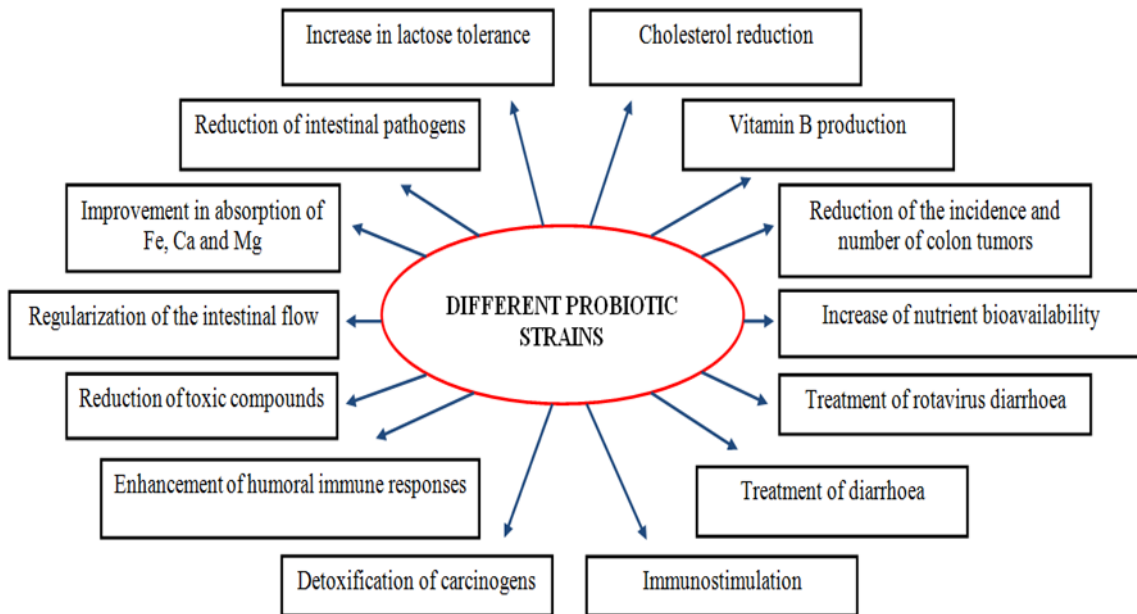 Increase in lactose tolerance
Cholesterol reduction
Reduction of intestinal pathogens
Vitamin B production
Improvement in absorption of
Fe, Ca and Mg
Reduction of the incidence and
number of colon tumors
DIFFERENT PROBIOTIC
STRAINS
Regularization of the intestinal flow
Increase of nutrient bioavailability
Reduction of toxic compounds
Treatment of rotavirus diarrhoea
Enhancement of humoral immune responses
Treatment of diarrhoea
Detoxification of carcinogens
Immunostimulation